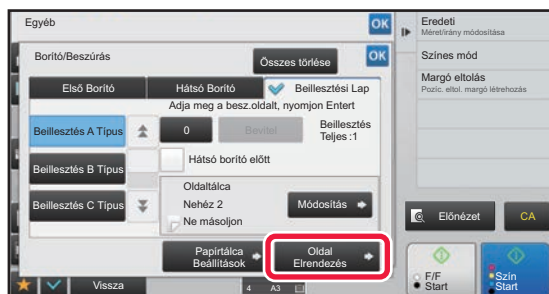 Egyéb
OK
Borító/Beszúrás
Összes törlése
OK
Első Borító
Hátsó Borító
Beillesztési Lap
Adja meg a besz.oldalt, nyomjon Entert
Beillesztés A Típus
0
Bevitel
Beillesztés
Teljes :1
Beillesztés B Típus
Hátsó borító előtt
Beillesztés C Típus
Oldaltálca
Nehéz 2
Ne másoljon
Módosítás
Papírtálca
Beállítások
Oldal
Elrendezés
Vissza
4 A3
Eredeti
Méret/irány módosítása
Színes mód
Margó eltolás
Pozíc. eltol. margó létrehozás
Előnézet
CA
F/F
Start
Szín
Start